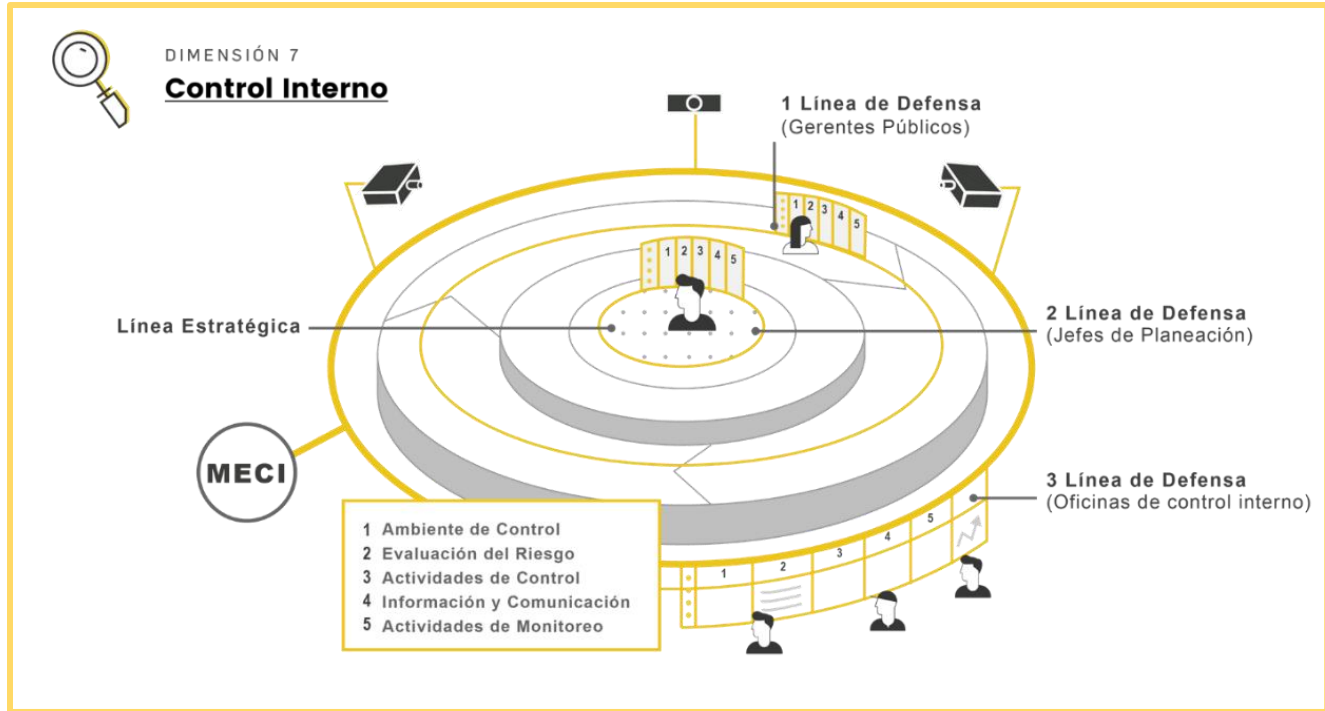 DIMENSIÓN 7
Control Interno
1 Línea de Defensa
(Gerentes Públicos)
1 2 3 4 5
1 2 3 4 5
Línea Estratégica
2 Línea de Defensa
(Jefes de Planeación)
MECI
3 Línea de Defensa
(Oficinas de control interno)
1 Ambiente de Control
2 Evaluación del Riesgo
3 Actividades de Control
4 Información y Comunicación
5 Actividades de Monitoreo
1 2 3 4 5